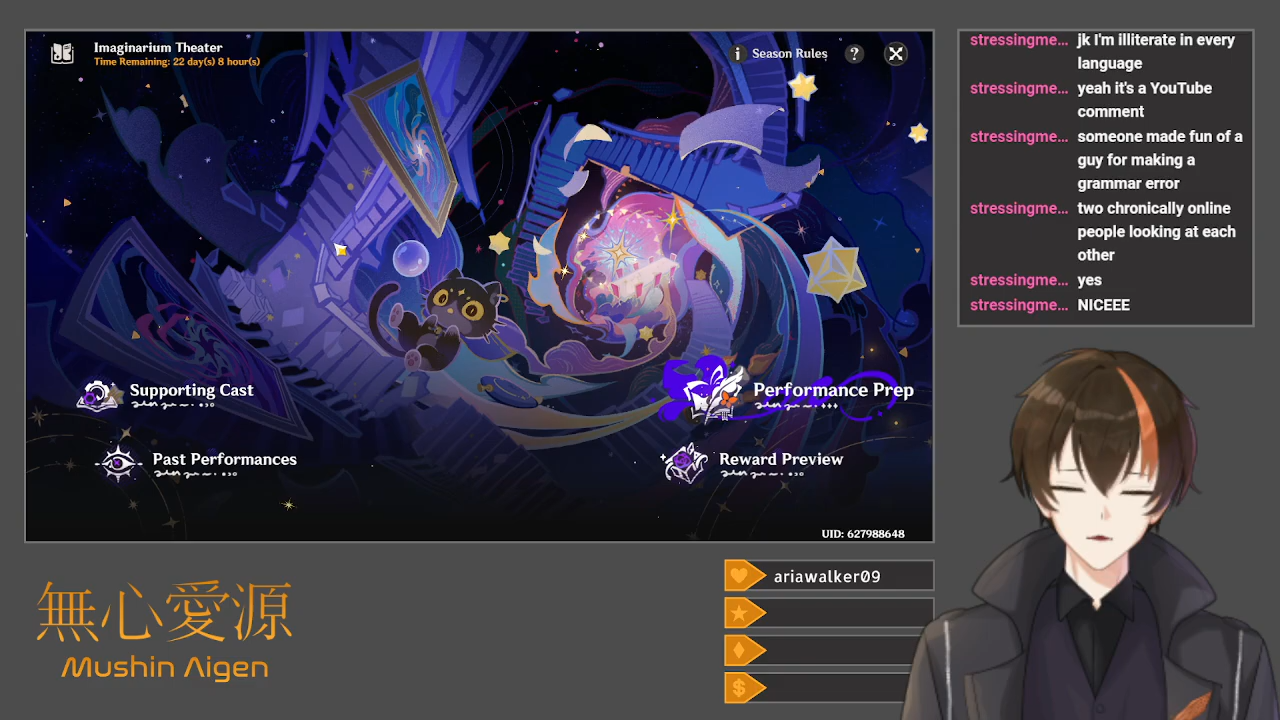 Imaginarium Theater
Time Remaining: 22 day(s) 8 hour(s)
Season Rules
Supporting Cast
Past Performances
Performance Prep
Reward Preview
UID: 627988648
stressingme... jk I'm illiterate in every
language
stressingme... yeah it's a YouTube
comment
stressingme... someone made fun of a
guy for making a
grammar error
stressingme... two chronically online
people looking at each
other
stressingme... yes
stressingme... NICEEE
無心愛源
Mushin Aigen
ariawalker09